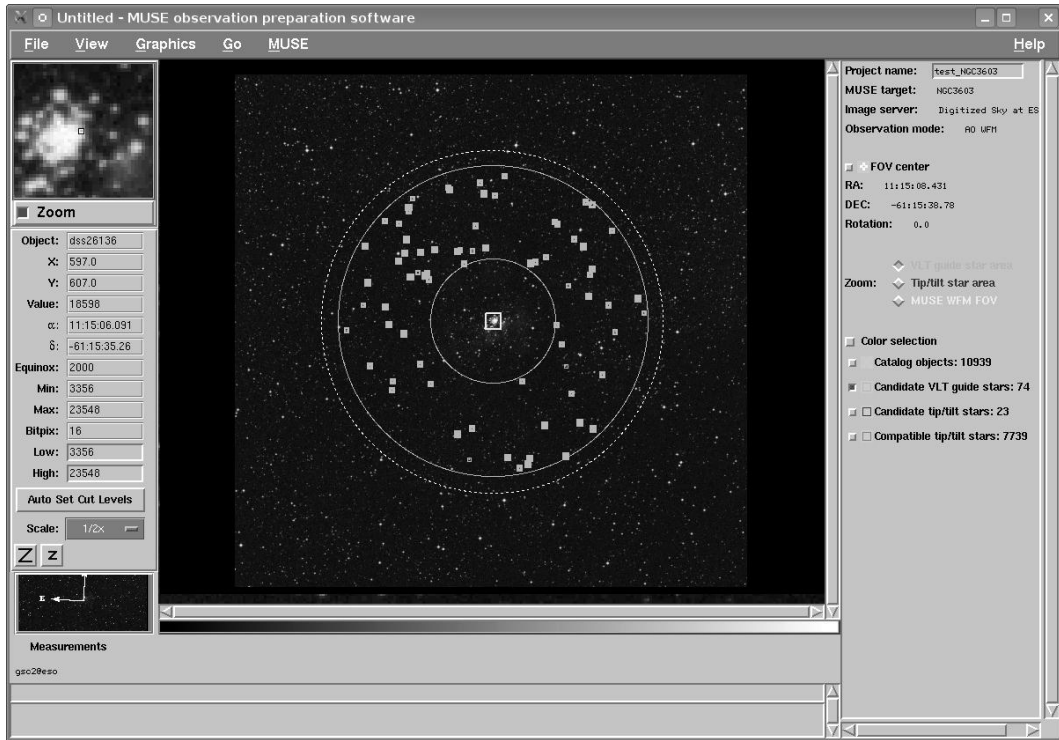 Untitled - MUSE observation preparation software
File View Graphics Go MUSE Help
Zoom
Object: dss26136
X: 597.0
Y: 607.0
Value: 18598
α: 11:15:06.091
δ: -61:15:35.26
Equinox: 2000
Min: 3356
Max: 23548
Bitpix: 16
Low: 3356
High: 23548
Auto Set Cut Levels
Scale: 1/2x
Z z
E
Measurements
gsc2@eso
Project name: test_NGC3603
MUSE target: NGC3603
Image server: Digitized Sky at ES
Observation mode: AO WFM
FOV center
RA: 11:15:08.431
DEC: -61:15:38.78
Rotation: 0.0
VLT guide star area
Zoom: Tip/tilt star area
MUSE WFM FOV
Color selection
Catalog objects: 10939
Candidate VLT guide stars: 74
Candidate tip/tilt stars: 23
Compatible tip/tilt stars: 7739